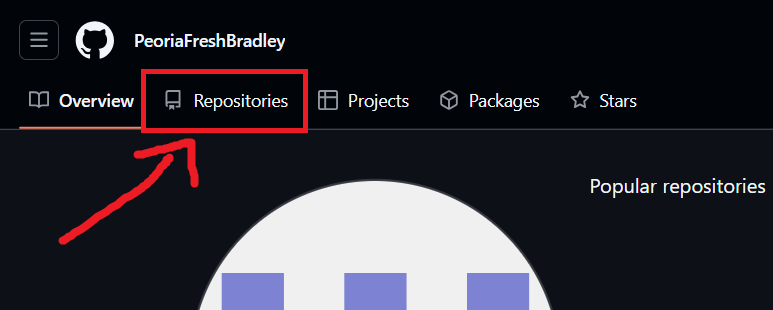 PeoriaFreshBradley
Overview Repositories Projects Packages Stars
Popular repositories